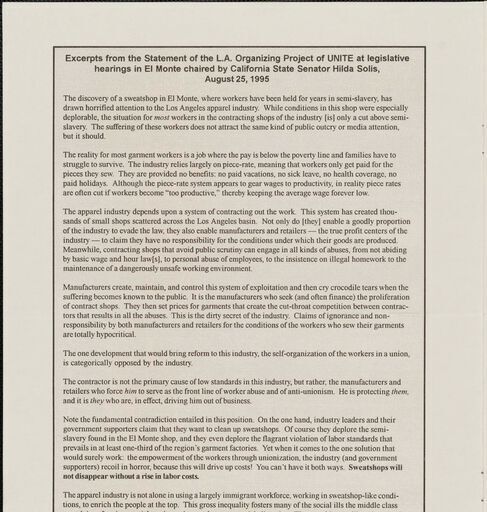 Excerpts from the Statement of the L.A. Organizing Project of UNITE at legislative
hearings in El Monte chaired by California State Senator Hilda Solis,
August 25, 1995
The discovery of a sweatshop in El Monte, where workers have been held for years in semi-slavery, has
drawn horrified attention to the Los Angeles apparel industry. While conditions in this shop were especially
deplorable, the situation for most workers in the contracting shops of the industry [is] only a cut above semi-
slavery. The suffering of these workers does not attract the same kind of public outcry or media attention,
but it should.
The reality for most garment workers is a job where the pay is below the poverty line and families have to
struggle to survive. The industry relies largely on piece-rate, meaning that workers only get paid for the
pieces they sew. They are provided no benefits: no paid vacations, no sick leave, no health coverage, no
paid holidays. Although the piece-rate system appears to gear wages to productivity, in reality piece rates
are often cut if workers become "too productive," thereby keeping the average wage forever low.
The apparel industry depends upon a system of contracting out the work. This system has created thou-
sands of small shops scattered across the Los Angeles basin. Not only do [they] enable a goodly proportion
of the industry to evade the law, they also enable manufacturers and retailers — the true profit centers of the
industry — to claim they have no responsibility for the conditions under which their goods are produced.
Meanwhile, contracting shops that avoid public scrutiny can engage in all kinds of abuses, from not abiding
by basic wage and hour law[s], to personal abuse of employees, to the insistence on illegal homework to the
maintenance of a dangerously unsafe working environment.
Manufacturers create, maintain, and control this system of exploitation and then cry crocodile tears when the
suffering becomes known to the public. It is the manufacturers who seek (and often finance) the proliferation
of contract shops. They then set prices for garments that create the cut-throat competition between contrac-
tors that results in all the abuses. This is the dirty secret of the industry. Claims of ignorance and non-
responsibility by both manufacturers and retailers for the conditions of the workers who sew their garments
are totally hypocritical.
The one development that would bring reform to this industry, the self-organization of the workers in a union,
is categorically opposed by the industry.
The contractor is not the primary cause of low standards in this industry, but rather, the manufacturers and
retailers who force him to serve as the front line of worker abuse and of anti-unionism. He is protecting them,
and it is they who are, in effect, driving him out of business.
Note the fundamental contradiction entailed in this position. On the one hand, industry leaders and their
government supporters claim that they want to clean up sweatshops. Of course they deplore the semi-
slavery found in the El Monte shop, and they even deplore the flagrant violation of labor standards that
prevails in at least one-third of the region's garment factories. Yet when it comes to the one solution that
would surely work: the empowerment of the workers through unionization, the industry (and government
supporters) recoil in horror, because this will drive up costs! You can't have it both ways. Sweatshops will
not disappear without a rise in labor costs.
The apparel industry is not alone in using a largely immigrant workforce, working in sweatshop-like condi-
tions, to enrich the people at the top. This gross inequality fosters many of the social ills the middle class